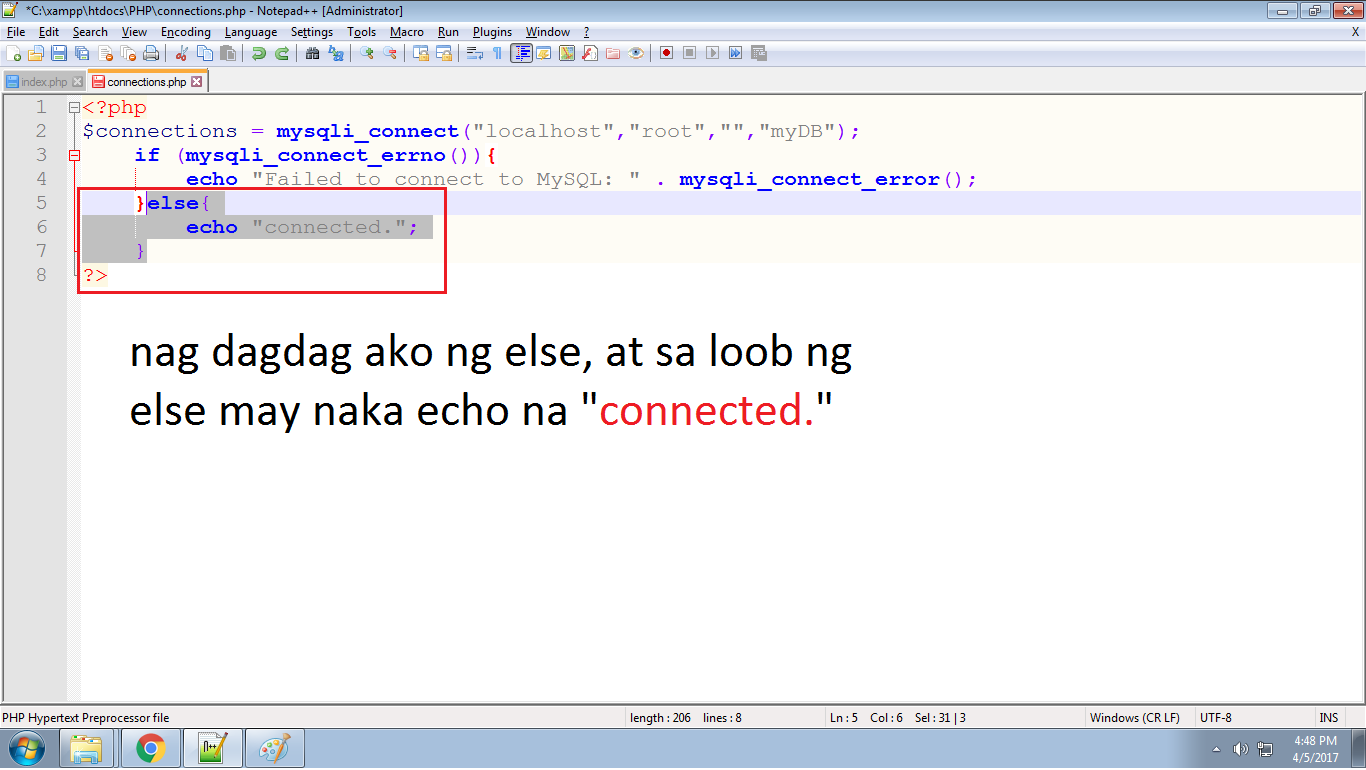 *C:\xampp\htdocs\PHP\connections.php - Notepad++ [Administrator]
File Edit Search View Encoding Language Settings Tools Macro Run Plugins Window ? X
index.php connections.php
1 <?php
2 $connections = mysqli_connect("localhost","root","","myDB");
3 if (mysqli_connect_errno()){
4 echo "Failed to connect to MySQL: " . mysqli_connect_error();
5 }else{
6 echo "connected.";
7 }
8 ?>
nag dagdag ako ng else, at sa loob ng
else may naka echo na "connected."
PHP Hypertext Preprocessor file length : 206 lines : 8 Ln : 5 Col : 6 Sel : 31 | 3 Windows (CR LF) UTF-8 INS
4:48 PM
4/5/2017